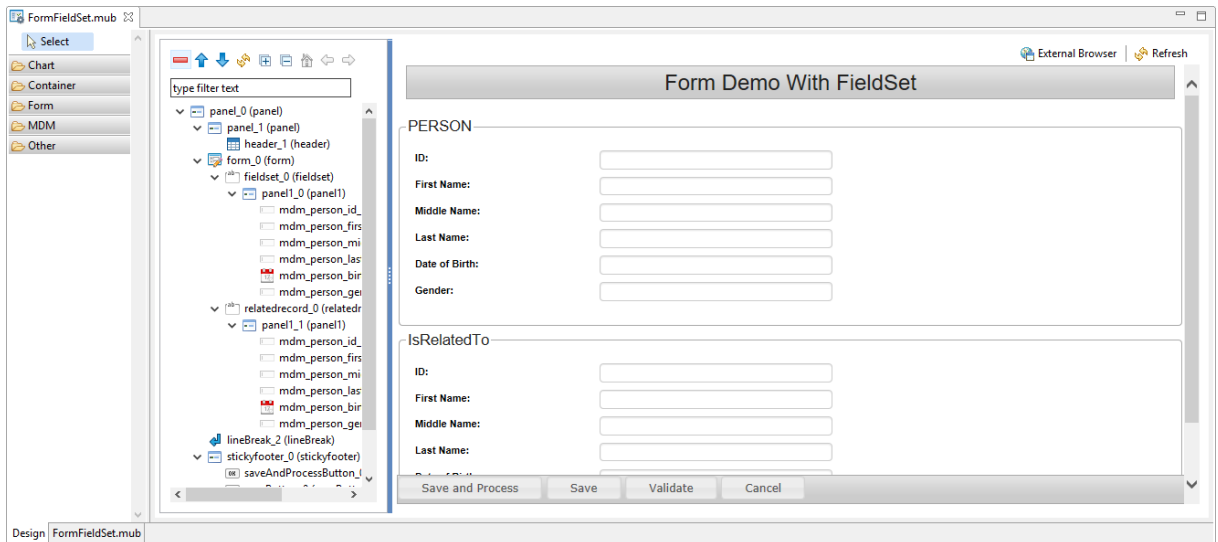 FormFieldSet.mub
Select
Chart
Container
Form
MDM
Other
type filter text
panel_0 (panel)
panel_1 (panel)
header_1 (header)
form_0 (form)
fieldset_0 (fieldset)
panel1_0 (panel1)
mdm_person_id_
mdm_person_firs
mdm_person_mi
mdm_person_las
mdm_person_bir
mdm_person_gei
relatedrecord_0 (relatedr
panel1_1 (panel1)
mdm_person_id_
mdm_person_firs
mdm_person_mi
mdm_person_las
mdm_person_bir
mdm_person_gei
lineBreak_2 (lineBreak)
stickyfooter_0 (stickyfooter)
saveAndProcessButton_(
External Browser
Refresh
Form Demo With FieldSet
PERSON
ID:
First Name:
Middle Name:
Last Name:
Date of Birth:
Gender:
IsRelatedTo
ID:
First Name:
Middle Name:
Last Name:
Save and Process
Save
Validate
Cancel
Design
FormFieldSet.mub